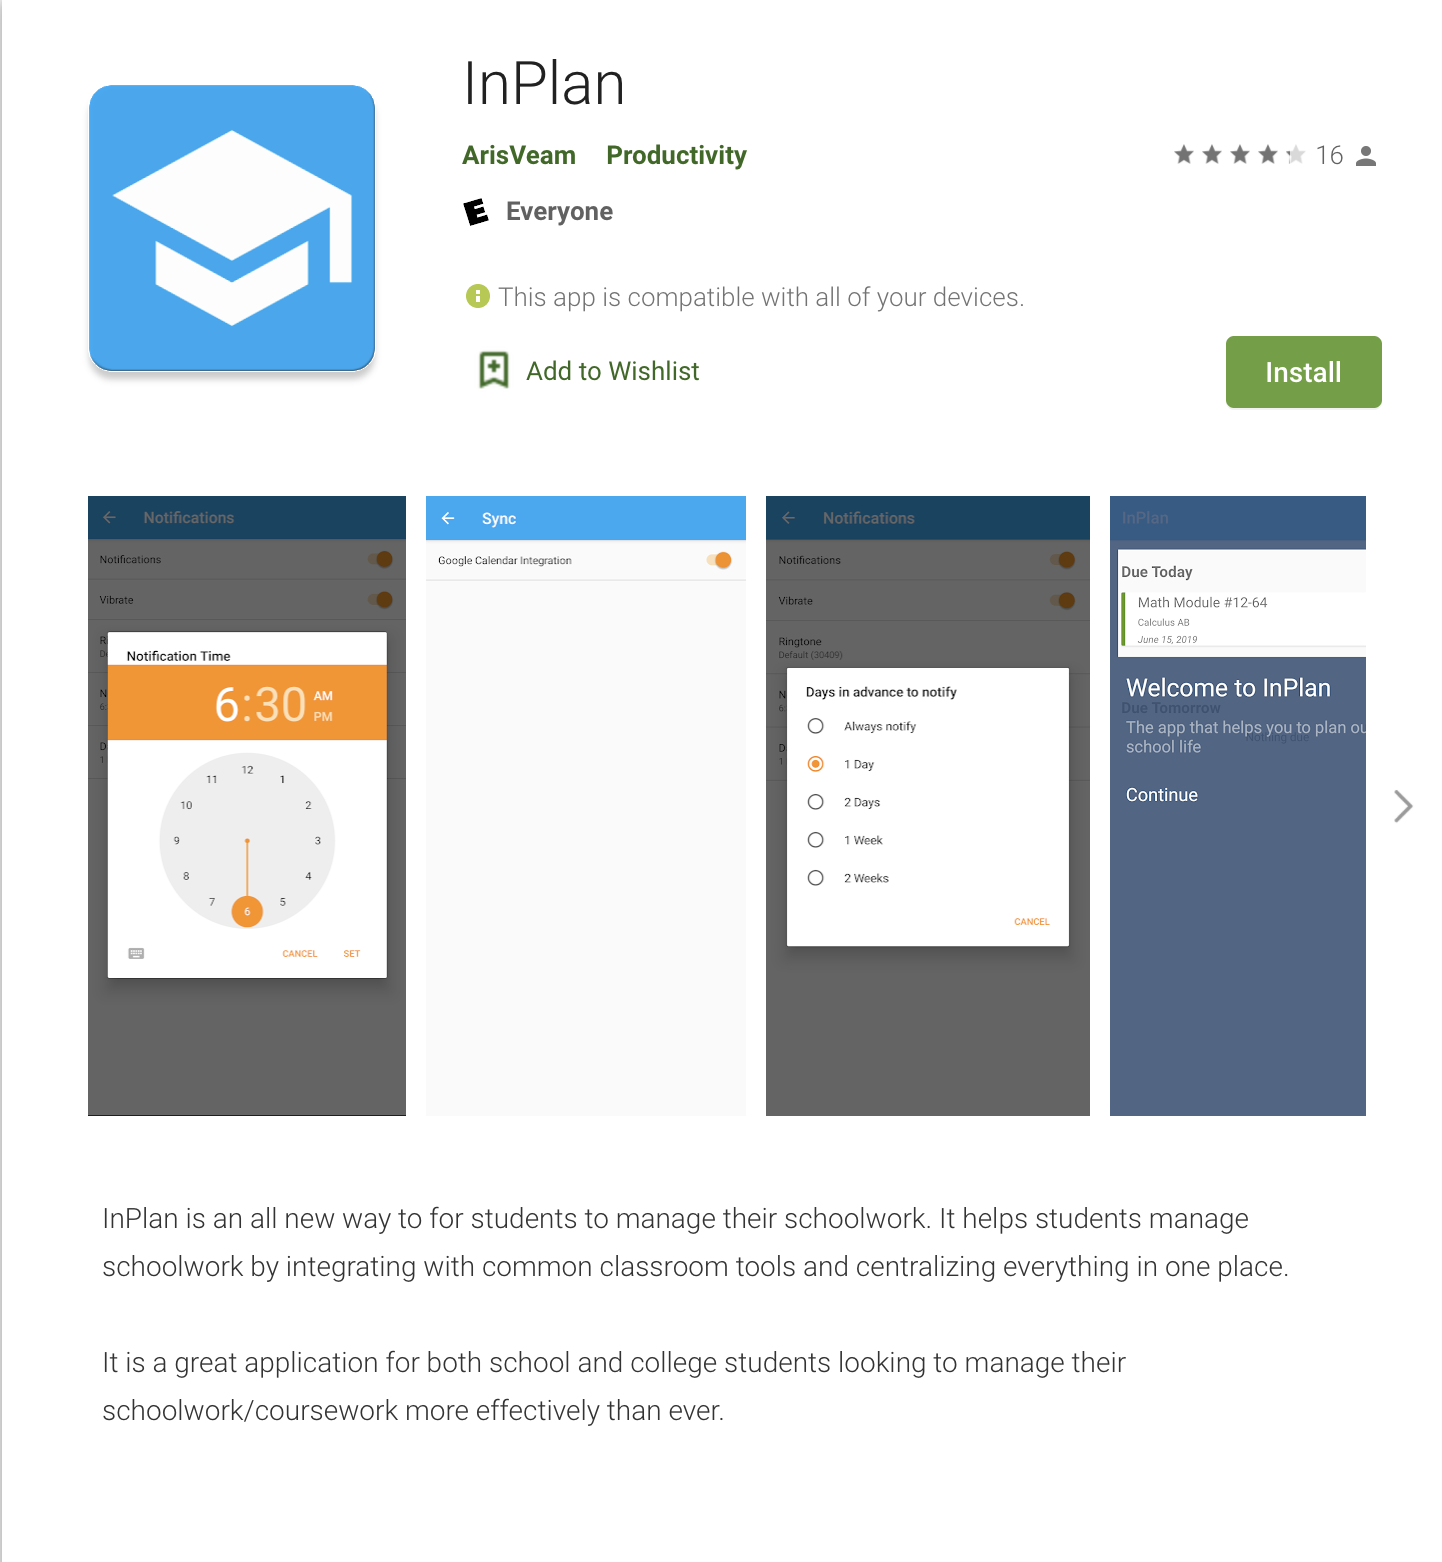 InPlan
ArisVeam Productivity
16
E Everyone
This app is compatible with all of your devices.
Add to Wishlist
Install
Notifications
Notifications
Vibrate
R
De
N
6:
D
1
Notification Time
6:30 AM
PM
12
11 1
10 2
9 3
8 4
7 5
6
CANCEL SET
Sync
Google Calendar Integration
Notifications
Notifications
Vibrate
Ringtone
Default (30409)
N
6:
D
1
Days in advance to notify
Always notify
1 Day
2 Days
1 Week
2 Weeks
CANCEL
InPlan
Due Today
Math Module #12-64
Calculus AB
June 15, 2019
Welcome to InPlan
Due Tomorrow
The app that helps you to plan ou
Nothing due
school life
Continue
InPlan is an all new way to for students to manage their schoolwork. It helps students manage
schoolwork by integrating with common classroom tools and centralizing everything in one place.
It is a great application for both school and college students looking to manage their
schoolwork/coursework more effectively than ever.